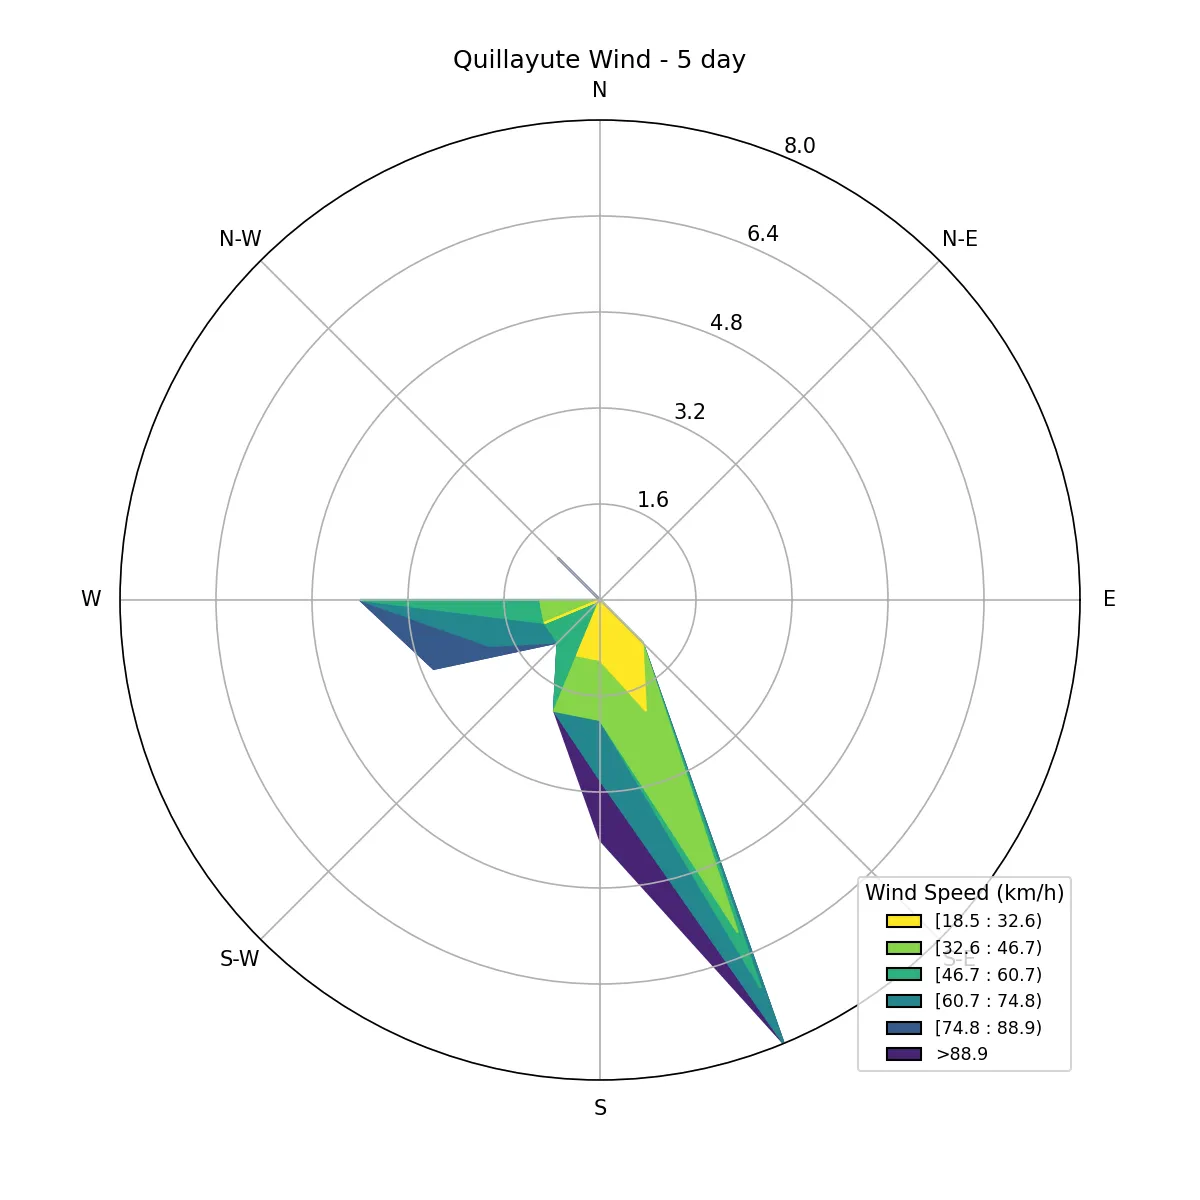 Quillayute Wind - 5 day
N
8.0
N-W
6.4
N-E
4.8
3.2
1.6
W
E
Wind Speed (km/h)
[18.5 : 32.6)
[32.6 : 46.7)
S-W
S-E
[46.7 : 60.7)
[60.7 : 74.8)
[74.8 : 88.9)
>88.9
S